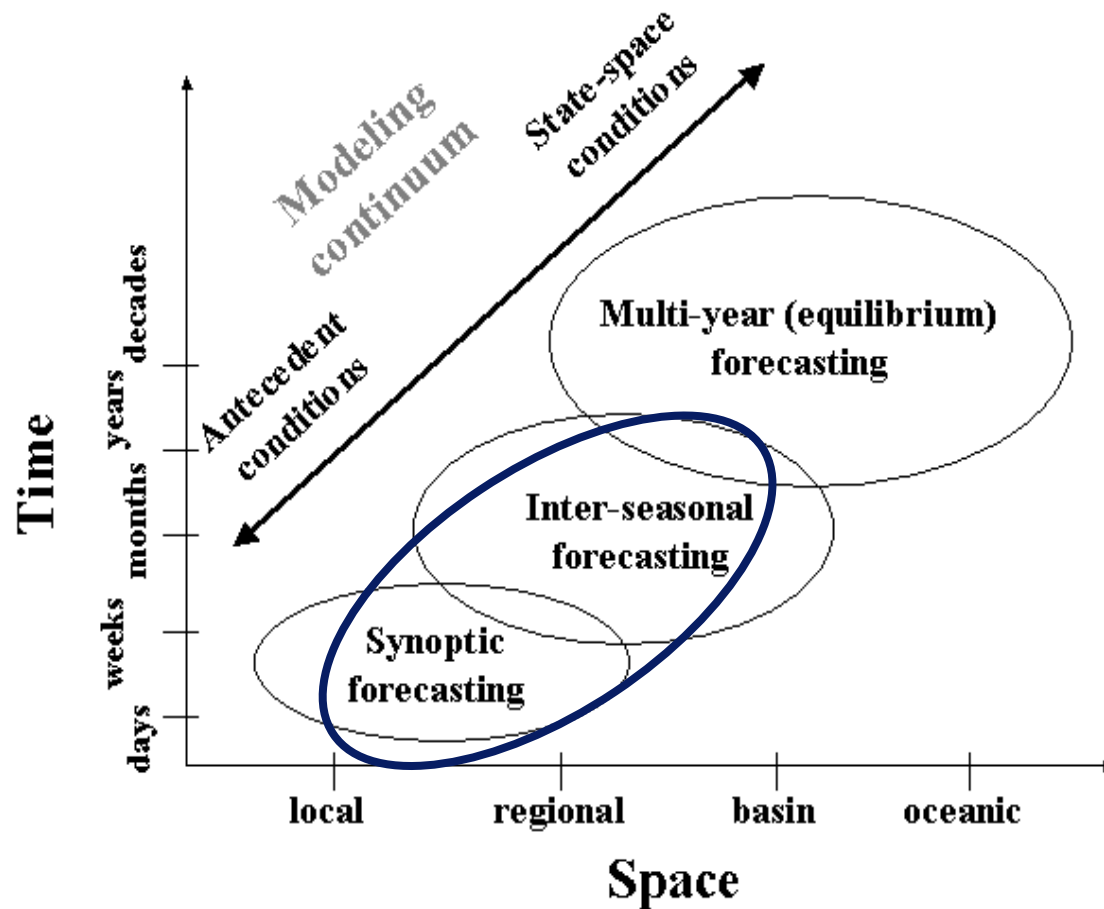 Modeling
continuum
State-space
conditions
Antecedent
conditions
Multi-year (equilibrium)
forecasting
Inter-seasonal
forecasting
Synoptic
forecasting
Time
decades
years
months
weeks
days
local
regional
basin
oceanic
Space